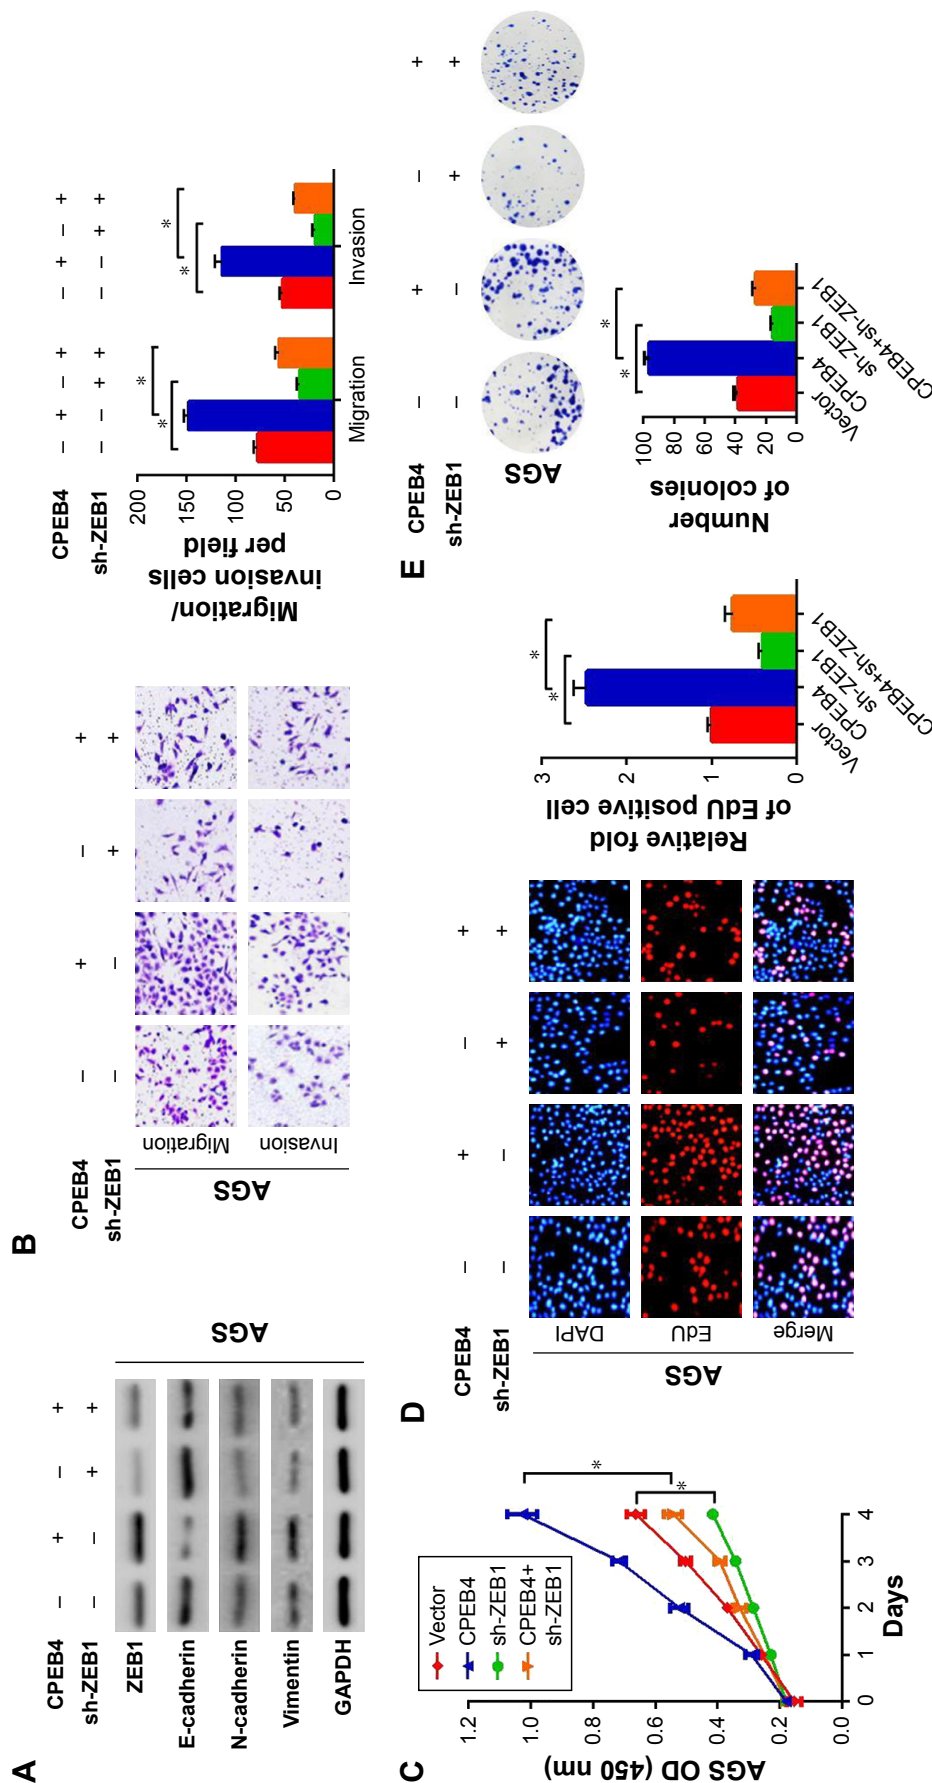 A
CPEB4 – + – +
sh-ZEB1 – – + +
ZEB1
E-cadherin
N-cadherin
Vimentin
GAPDH
AGS
B
CPEB4 – + – +
sh-ZEB1 – – + +
Migration
Invasion
AGS
CPEB4 – + – + – + – +
sh-ZEB1 – – + + – – + +
Migration/
invasion cells
per field
200
150
100
50
0
* * * *
Migration Invasion
C
AGS OD (450 nm)
1.2
1.0
0.8
0.6
0.4
0.2
0.0
Vector
CPEB4
sh-ZEB1
CPEB4+
sh-ZEB1
*
*
0 1 2 3 4
Days
D
CPEB4 – + – +
sh-ZEB1 – – + +
DAPI
EdU
Merge
AGS
Relative fold
of EdU positive cell
3
2
1
0
* *
Vector
CPEB4
sh-ZEB1
CPEB4+sh-ZEB1
E
CPEB4 – + – +
sh-ZEB1 – – + +
AGS
Number
of colonies
100
80
60
40
20
0
* *
Vector
CPEB4
sh-ZEB1
CPEB4+sh-ZEB1